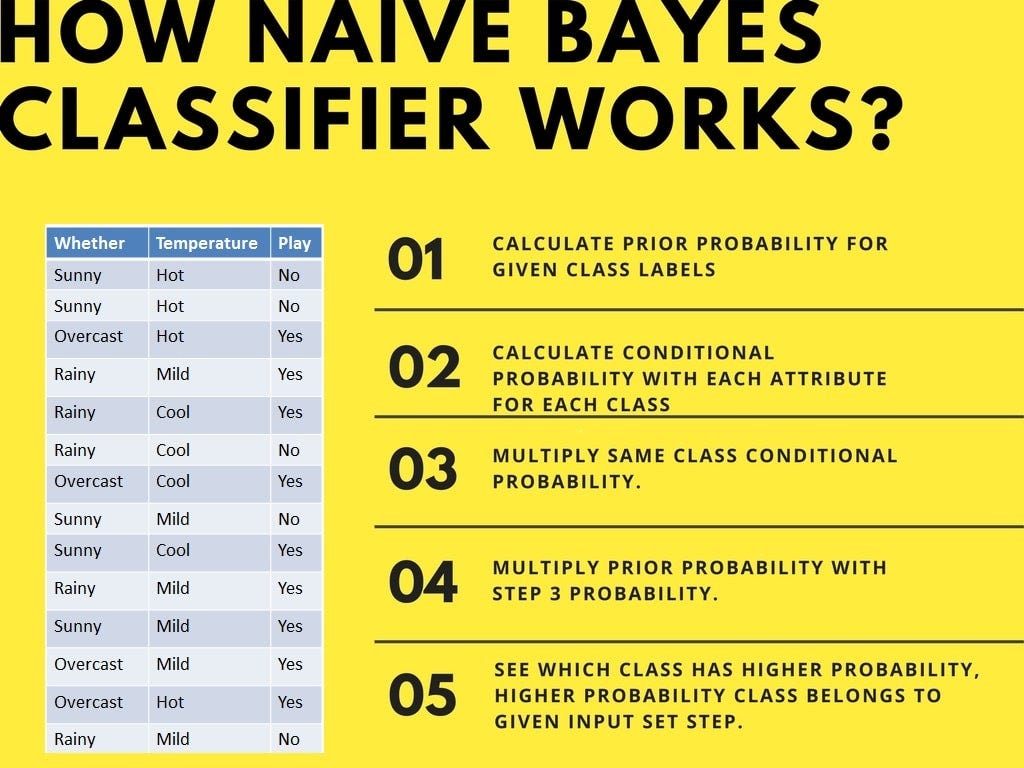 HOW NAIVE BAYES
CLASSIFIER WORKS?
Whether Temperature Play
Sunny Hot No
Sunny Hot No
Overcast Hot Yes
Rainy Mild Yes
Rainy Cool Yes
Rainy Cool No
Overcast Cool Yes
Sunny Mild No
Sunny Cool Yes
Rainy Mild Yes
Sunny Mild Yes
Overcast Mild Yes
Overcast Hot Yes
Rainy Mild No
01
CALCULATE PRIOR PROBABILITY FOR
GIVEN CLASS LABELS
02
CALCULATE CONDITIONAL
PROBABILITY WITH EACH ATTRIBUTE
FOR EACH CLASS
03
MULTIPLY SAME CLASS CONDITIONAL
PROBABILITY.
04
MULTIPLY PRIOR PROBABILITY WITH
STEP 3 PROBABILITY.
05
SEE WHICH CLASS HAS HIGHER PROBABILITY,
HIGHER PROBABILITY CLASS BELONGS TO
GIVEN INPUT SET STEP.